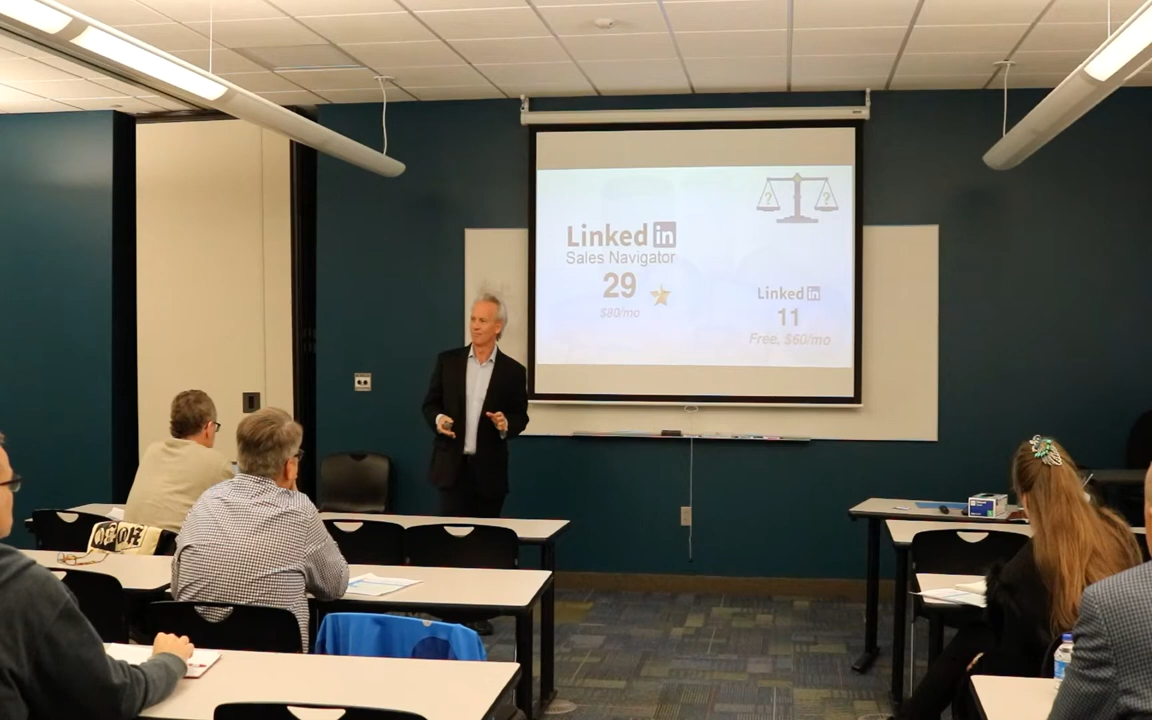 ? ?
Linked in
Sales Navigator
29
$80/mo
Linked in
11
Free, $60/mo